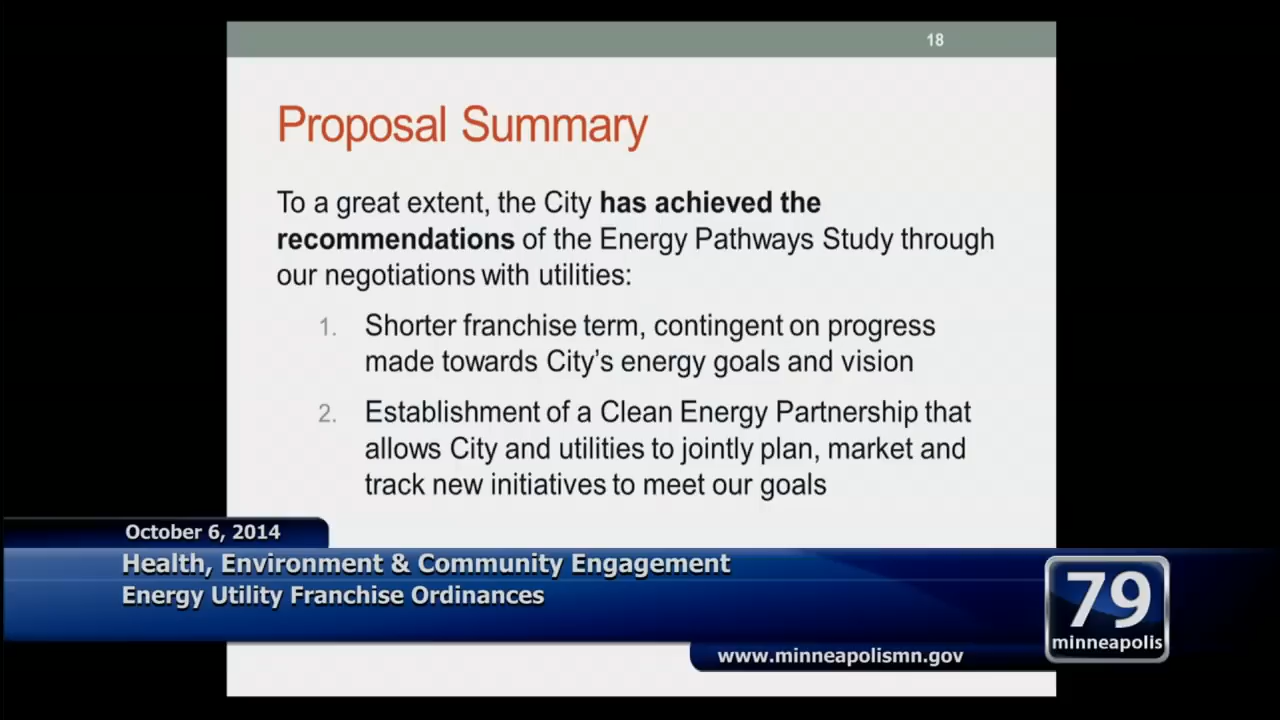 18
Proposal Summary
To a great extent, the City has achieved the
recommendations of the Energy Pathways Study through
our negotiations with utilities:
1. Shorter franchise term, contingent on progress
made towards City's energy goals and vision
2. Establishment of a Clean Energy Partnership that
allows City and utilities to jointly plan, market and
track new initiatives to meet our goals
October 6, 2014
Health, Environment & Community Engagement
Energy Utility Franchise Ordinances
79
minneapolis
www.minneapolismn.gov